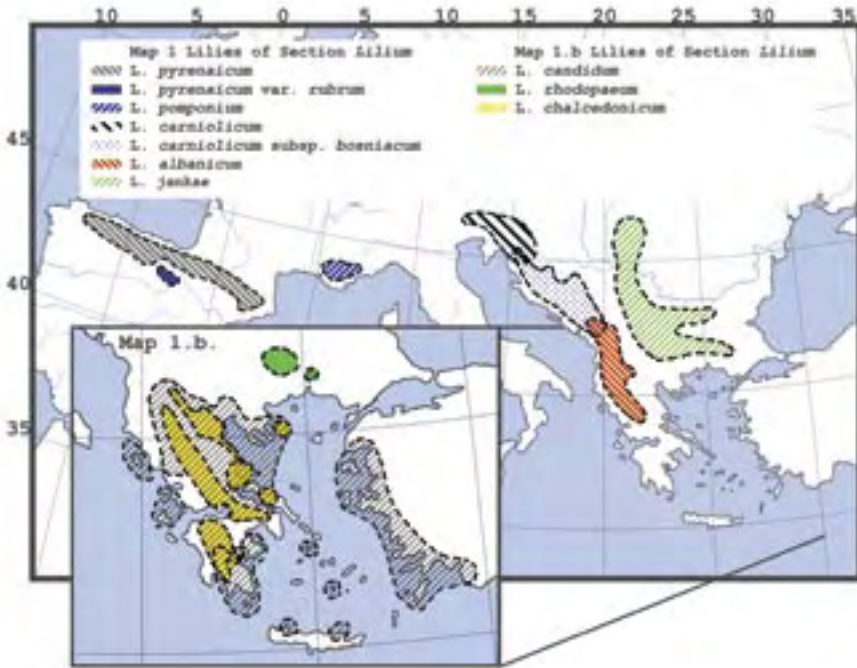 10 5 0 5 10 15 20 25 30 35
Map 1 Lilies of Section Lilium
L. pyrenaicum
L. pyrenaicum var. rubrum
L. pomponium
L. carniolicum
L. carniolicum subsp. bosniacum
L. albanicum
L. jankae
Map 1.b Lilies of Section Lilium
L. candidum
L. rhodopaeum
L. chalcedonicum
45
40
35
Map 1.b.